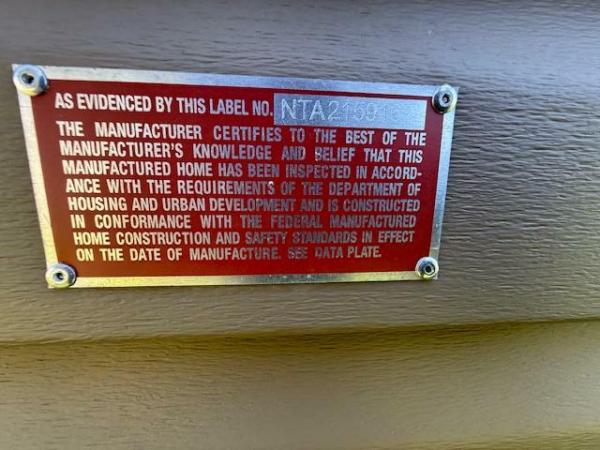 AS EVIDENCED BY THIS LABEL NO.
THE MANUFACTURER CERTIFIES TO THE BEST OF THE
MANUFACTURER'S KNOWLEDGE AND BELIEF THAT THIS
MANUFACTURED HOME HAS BEEN INSPECTED IN ACCORD-
ANCE WITH THE REQUIREMENTS OF THE DEPARTMENT OF
HOUSING AND URBAN DEVELOPMENT AND IS CONSTRUCTED
IN CONFORMANCE WITH THE FEDERAL MANUFACTURED
HOME CONSTRUCTION AND SAFETY STANDARDS IN EFFECT
ON THE DATE OF MANUFACTURE. SEE DATA PLATE.